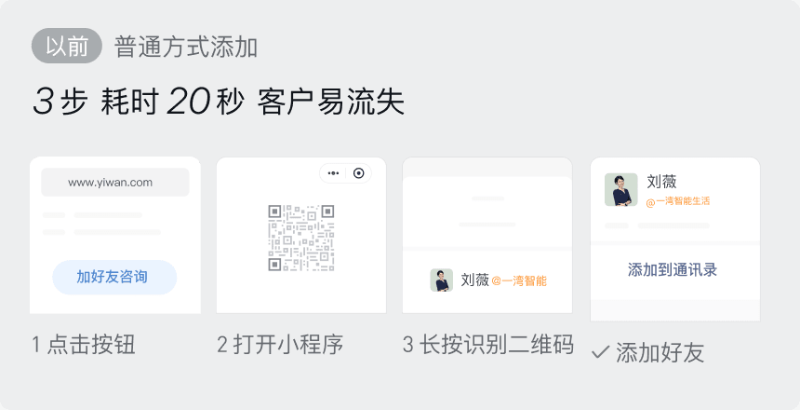 以前 普通方式添加
3步 耗时20秒 客户易流失
www.yiwan.com
加好友咨询
刘薇 @一湾智能
刘薇
@一湾智能生活
添加到通讯录
1 点击按钮
2 打开小程序
3 长按识别二维码
添加好友